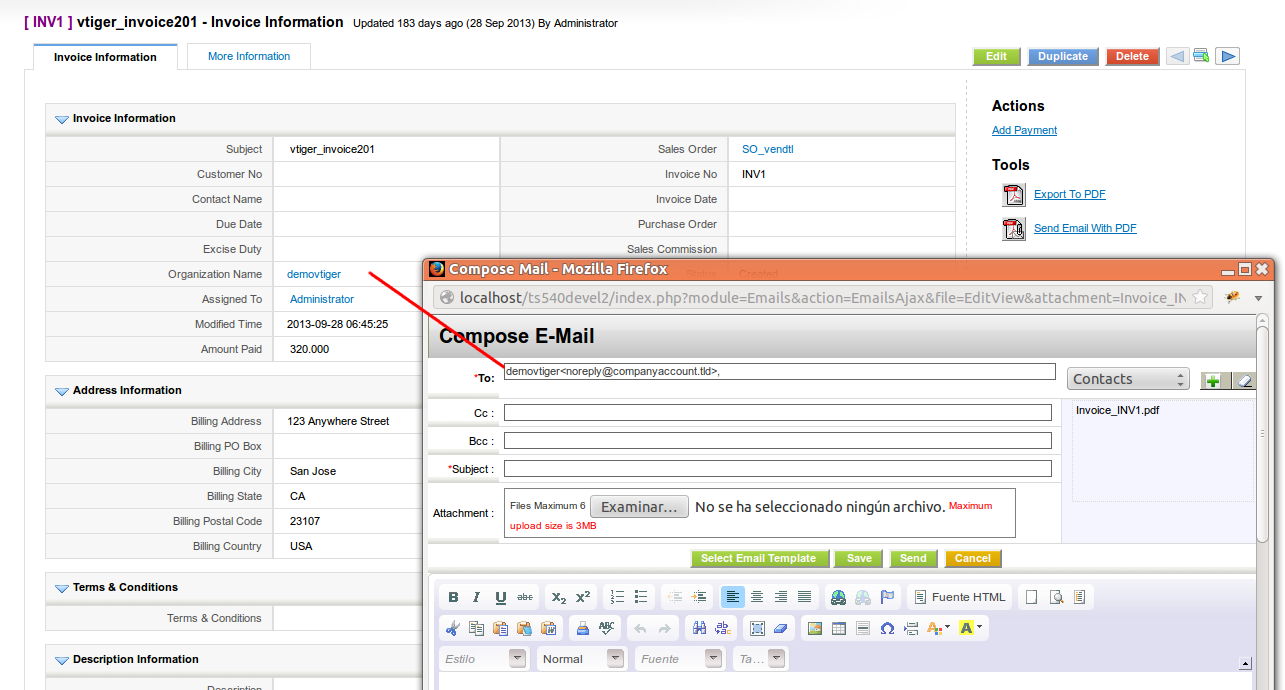 [ INV1 ] vtiger_invoice201 - Invoice Information Updated 183 days ago (28 Sep 2013) By Administrator
Invoice Information More Information
Edit Duplicate Delete
Invoice Information
Subject vtiger_invoice201 Sales Order SO_vendtl
Customer No Invoice No INV1
Contact Name Invoice Date
Due Date Purchase Order
Excise Duty Sales Commission
Organization Name demovtiger Status Created
Assigned To Administrator
Modified Time 2013-09-28 06:45:25
Amount Paid 320.000
Address Information
Billing Address 123 Anywhere Street
Billing PO Box
Billing City San Jose
Billing State CA
Billing Postal Code 23107
Billing Country USA
Terms & Conditions
Terms & Conditions
Description Information
Description
Actions
Add Payment
Tools
Export To PDF
Send Email With PDF
Compose Mail - Mozilla Firefox
localhost/ts540devel2/index.php?module=Emails&action=EmailsAjax&file=EditView&attachment=Invoice_IN
Compose E-Mail
*To: demovtiger<noreply@companyaccount.tld>, Contacts
Cc : Invoice_INV1.pdf
Bcc :
*Subject :
Attachment : Files Maximum 6 Examinar... No se ha seleccionado ningún archivo. Maximum
upload size is 3MB
Select Email Template Save Send Cancel
B I U abc X2 X2 Fuente HTML
ABC
Estilo Normal Fuente Ta...